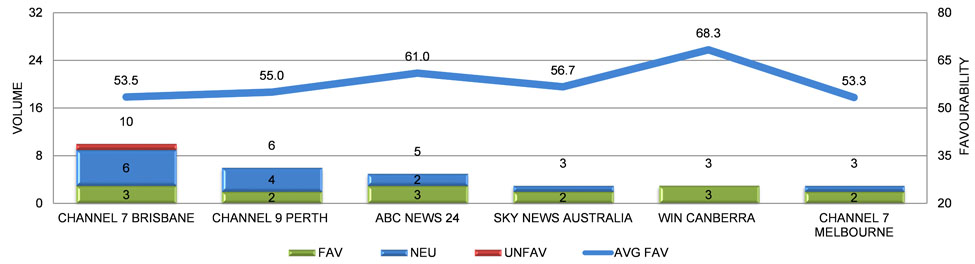 32
24
16
8
0
VOLUME
80
65
50
35
20
FAVOURABILITY
53.5
55.0
61.0
56.7
68.3
53.3
10
6
5
3
3
3
6
3
4
2
2
3
2
3
2
CHANNEL 7 BRISBANE
CHANNEL 9 PERTH
ABC NEWS 24
SKY NEWS AUSTRALIA
WIN CANBERRA
CHANNEL 7
MELBOURNE
FAV
NEU
UNFAV
AVG FAV